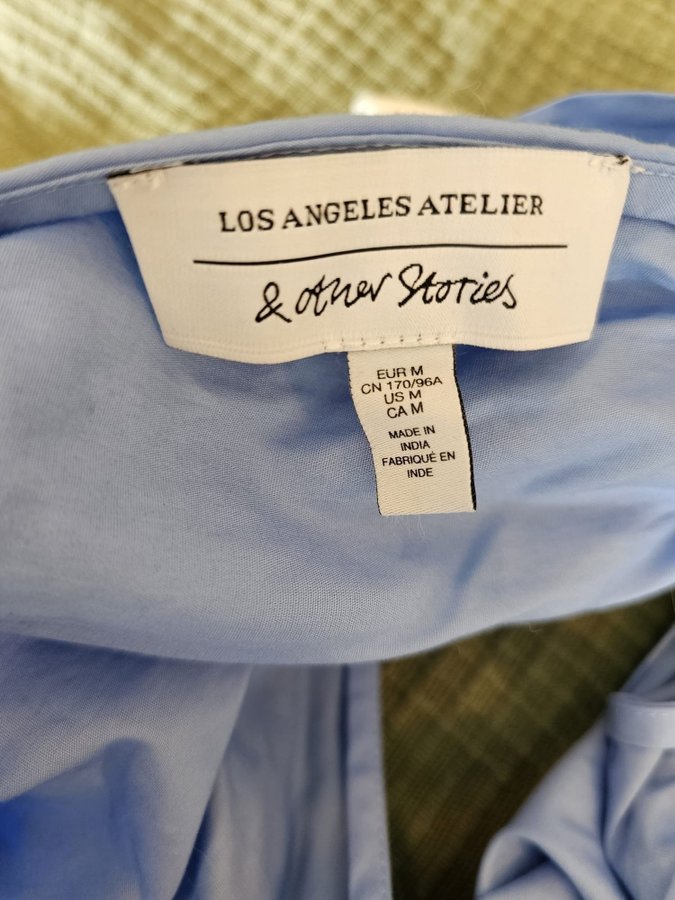 LOS ANGELES ATELIER
& other Stories
EUR M
CN 170/96A
US M
CA M
MADE IN
INDIA
FABRIQUÉ EN
INDE